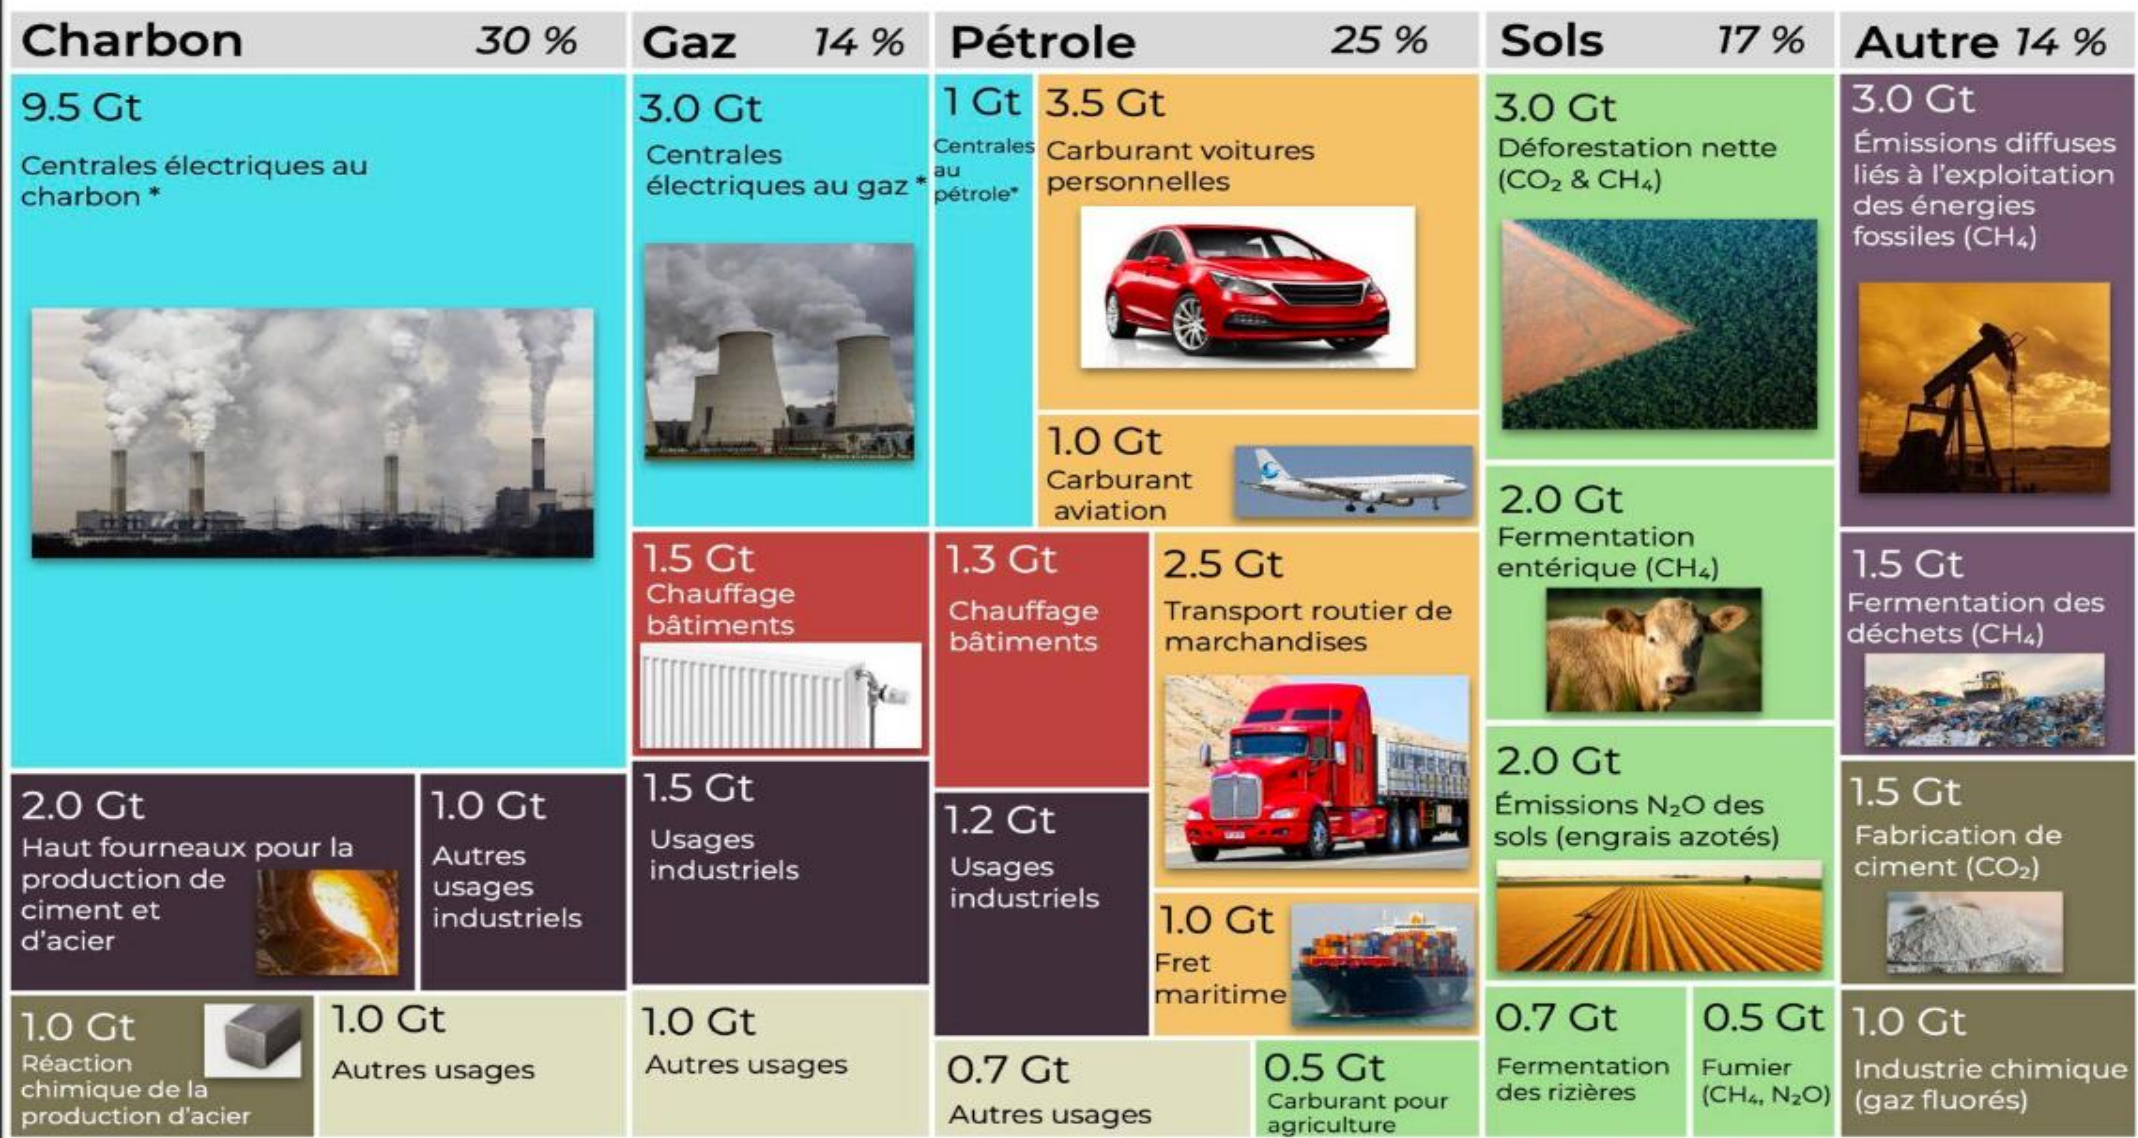 Charbon 30 %
9.5 Gt
Centrales électriques au
charbon *
2.0 Gt
Haut fourneaux pour la
production de
ciment et
d'acier
1.0 Gt
Autres
usages
industriels
1.0 Gt
Réaction
chimique de la
production d'acier
1.0 Gt
Autres usages
Gaz 14 %
3.0 Gt
Centrales
électriques au gaz *
1.5 Gt
Chauffage
bâtiments
1.5 Gt
Usages
industriels
1.0 Gt
Autres usages
Pétrole 25 %
1 Gt
Centrales
au
pétrole*
3.5 Gt
Carburant voitures
personnelles
1.0 Gt
Carburant
aviation
1.3 Gt
Chauffage
bâtiments
2.5 Gt
Transport routier de
marchandises
1.2 Gt
Usages
industriels
1.0 Gt
Fret
maritime
0.7 Gt
Autres usages
0.5 Gt
Carburant pour
agriculture
Sols 17 %
3.0 Gt
Déforestation nette
(CO₂ & CH₄)
2.0 Gt
Fermentation
entérique (CH₄)
2.0 Gt
Émissions N₂O des
sols (engrais azotés)
0.7 Gt
Fermentation
des rizières
0.5 Gt
Fumier
(CH₄, N₂O)
Autre 14 %
3.0 Gt
Émissions diffuses
liés à l'exploitation
des énergies
fossiles (CH₄)
1.5 Gt
Fermentation des
déchets (CH₄)
1.5 Gt
Fabrication de
ciment (CO₂)
1.0 Gt
Industrie chimique
(gaz fluorés)